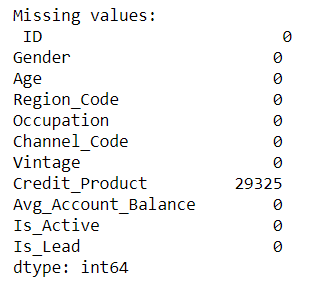 Missing values:
ID 0
Gender 0
Age 0
Region_Code 0
Occupation 0
Channel_Code 0
Vintage 0
Credit_Product 29325
Avg_Account_Balance 0
Is_Active 0
Is_Lead 0
dtype: int64